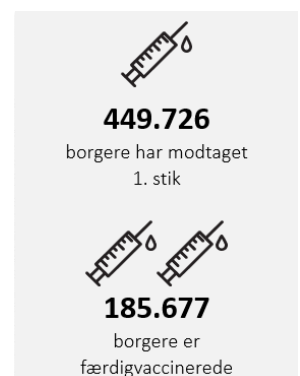 449.726
borgere har modtaget
1. stik
185.677
borgere er
færdigvaccinerede